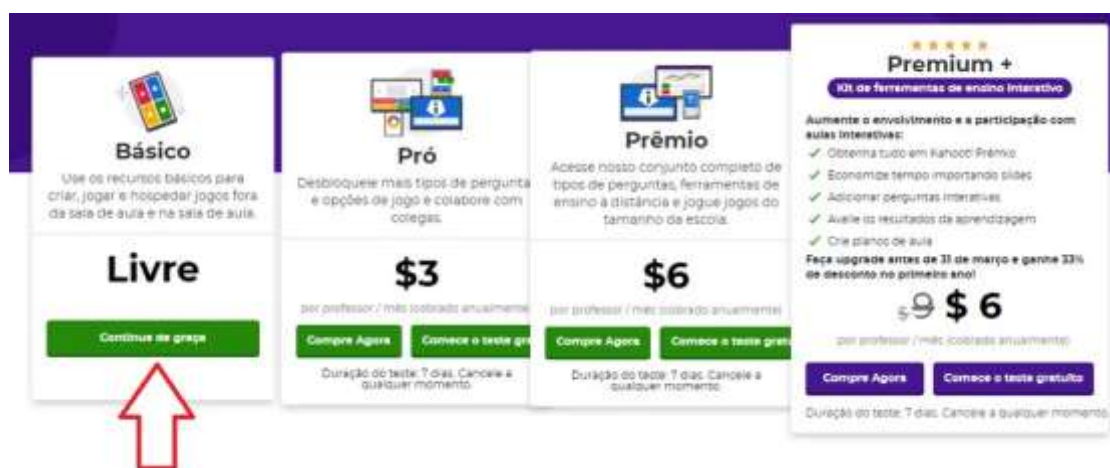 Básico
Use os recursos básicos para
criar, jogar e hospedar jogos fora
da sala de aula e na sala de aula.
Livre
Continue de graça
Pró
Desbloqueie mais tipos de pergunta
e opções de jogo e colabore com
colegas.
$3
por professor / mês (cobrado anualmente)
Compre Agora
Comece o teste gra
Duração do teste: 7 dias. Cancele a
qualquer momento.
Prêmio
Acesse nosso conjunto completo de
tipos de perguntas, ferramentas de
ensino à distância e jogue jogos do
tamanho da escola.
$6
por professor / mês (cobrado anualmente)
Compre Agora
Comece o teste gratu
Duração do teste: 7 dias. Cancele a
qualquer momento.
Premium +
Kit de ferramentas de ensino interativo
Aumente o envolvimento e a participação com
aulas interativas:
Obtenha tudo em Kahoot! Prêmio
Economize tempo importando slides
Adicionar perguntas interativas
Avalie os resultados da aprendizagem
Crie planos de aula
Faça upgrade antes de 31 de março e ganhe 33%
de desconto no primeiro ano!
$ 9 $ 6
por professor / mês (cobrado anualmente)
Compre Agora
Comece o teste gratuito
Duração do teste: 7 dias. Cancele a qualquer momento.